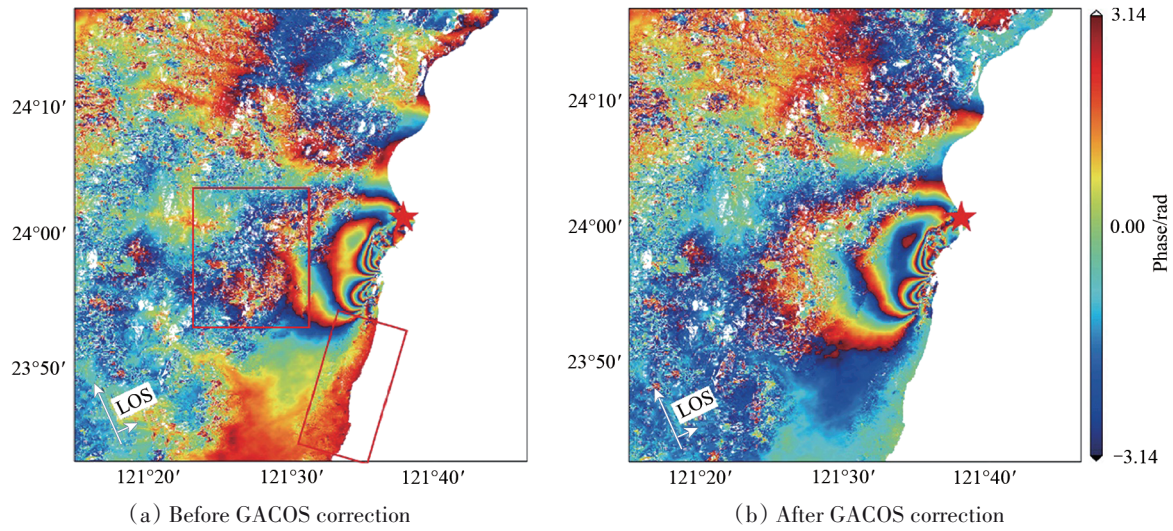 24°10′
24°00′
23°50′
LOS
121°20′ 121°30′ 121°40′
(a) Before GACOS correction
24°10′
24°00′
23°50′
LOS
121°20′ 121°30′ 121°40′
(b) After GACOS correction
3.14
0.00
−3.14
Phase/rad